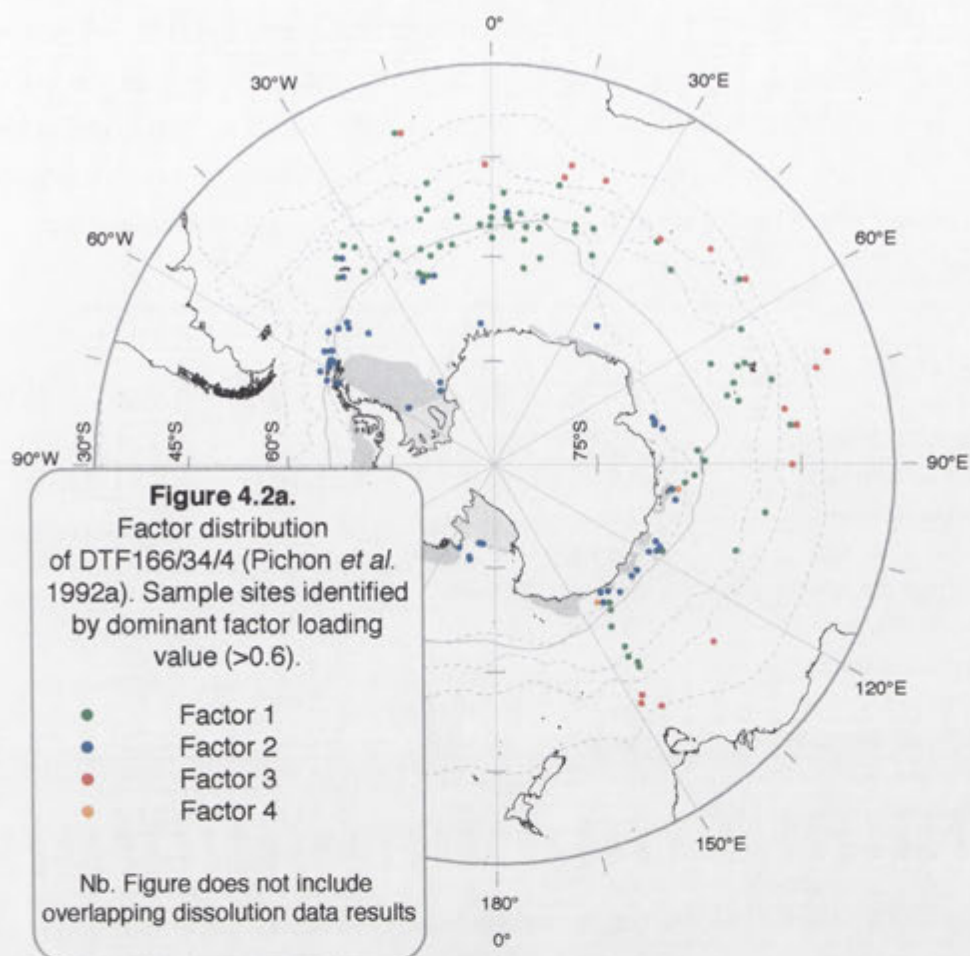 0°
30°W
30°E
60°W
60°E
90°W
30°S
45°S
60°S
75°S
90°E
Figure 4.2a.
Factor distribution
of DTF166/34/4 (Pichon et al.
1992a). Sample sites identified
by dominant factor loading
value (>0.6).
Factor 1
Factor 2
Factor 3
Factor 4
Nb. Figure does not include
overlapping dissolution data results
120°E
150°E
180°
0°